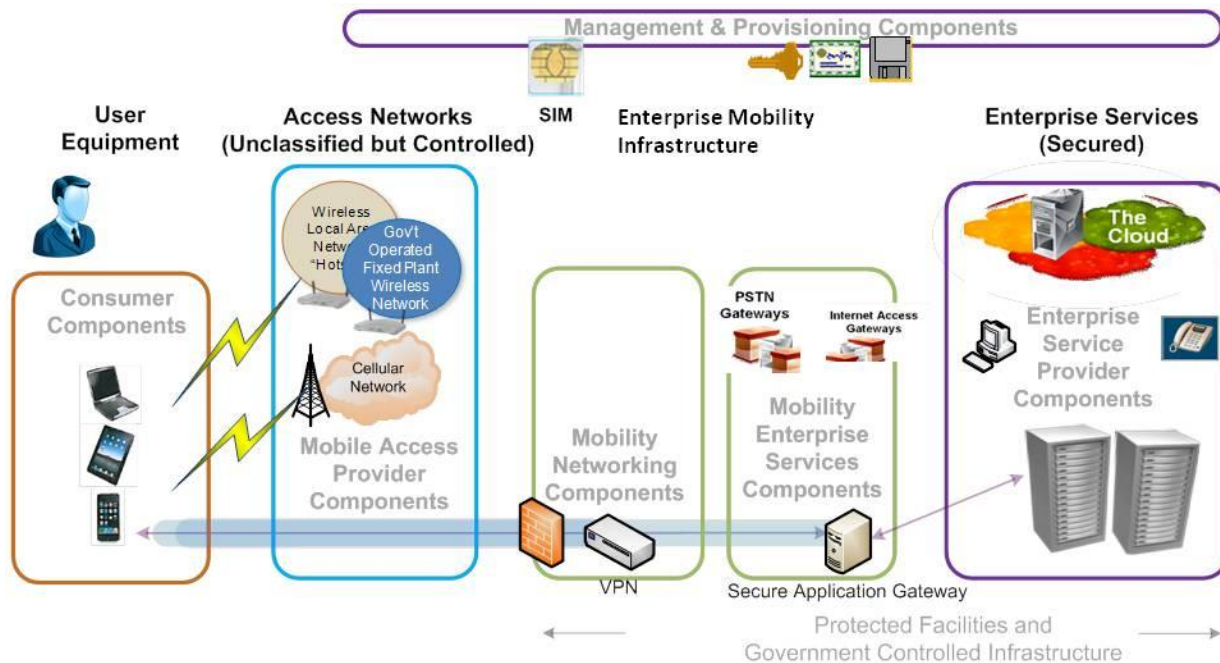 Management & Provisioning Components
SIM
User
Equipment
Access Networks
(Unclassified but Controlled)
Enterprise Mobility
Infrastructure
Enterprise Services
(Secured)
Wireless
Local Are
Networ
"Hots
Gov't
Operated
Fixed Plant
Wireless
Network
The
Cloud
Consumer
Components
PSTN
Gateways
Internet Access
Gateways
Enterprise
Service
Provider
Components
Cellular
Network
Mobile Access
Provider
Components
Mobility
Networking
Components
Mobility
Enterprise
Services
Components
VPN
Secure Application Gateway
Protected Facilities and
Government Controlled Infrastructure